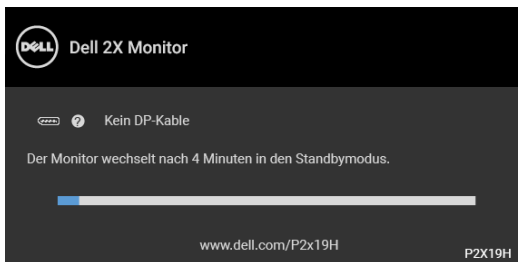 DELL
Dell 2X Monitor
Kein DP-Kable
Der Monitor wechselt nach 4 Minuten in den Standbymodus.
www.dell.com/P2x19H
P2X19H